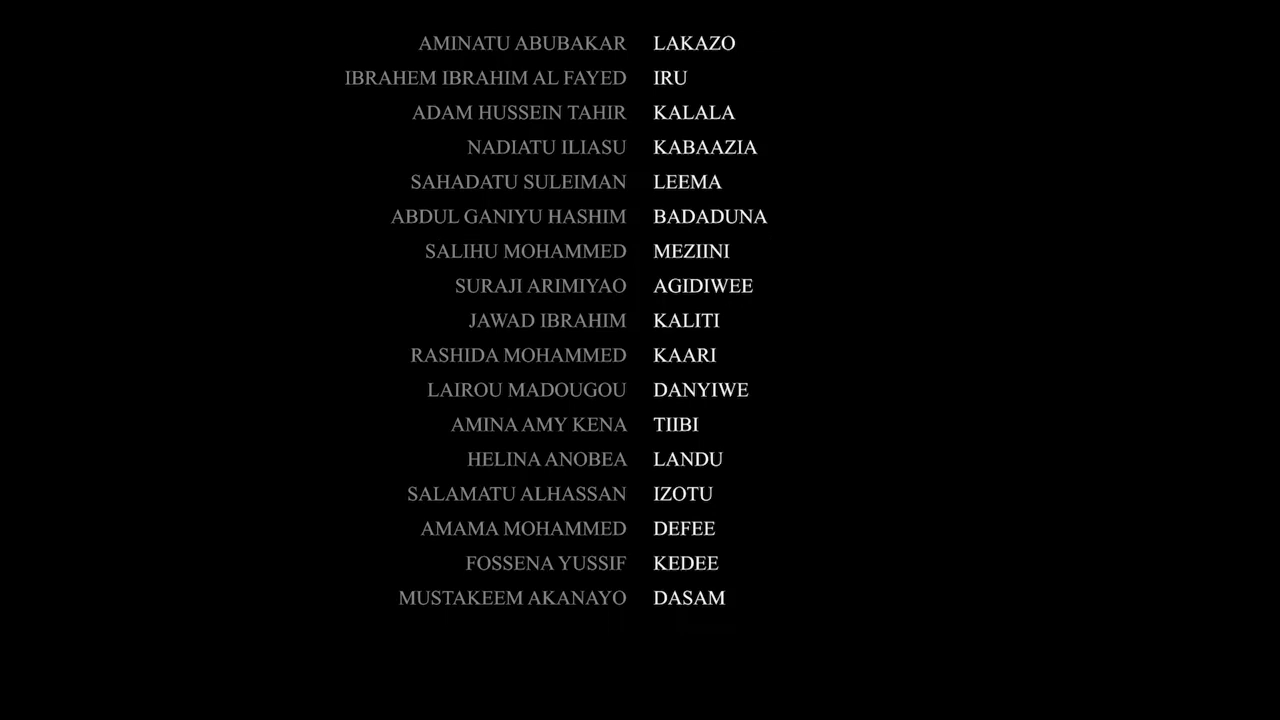 AMINATU ABUBAKAR LAKAZO
IBRAHEM IBRAHIM AL FAYED IRU
ADAM HUSSEIN TAHIR KALALA
NADIATU ILIASU KABAAZIA
SAHADATU SULEIMAN LEEMA
ABDUL GANIYU HASHIM BADADUNA
SALIHU MOHAMMED MEZIINI
SURAJI ARIMIYAO AGIDIWEE
JAWAD IBRAHIM KALITI
RASHIDA MOHAMMED KAARI
LAIROU MADOUGOU DANYIWE
AMINA AMY KENA TIIBI
HELINA ANOBEA LANDU
SALAMATU ALHASSAN IZOTU
AMAMA MOHAMMED DEFEE
FOSSENA YUSSIF KEDEE
MUSTAKEEM AKANAYO DASAM